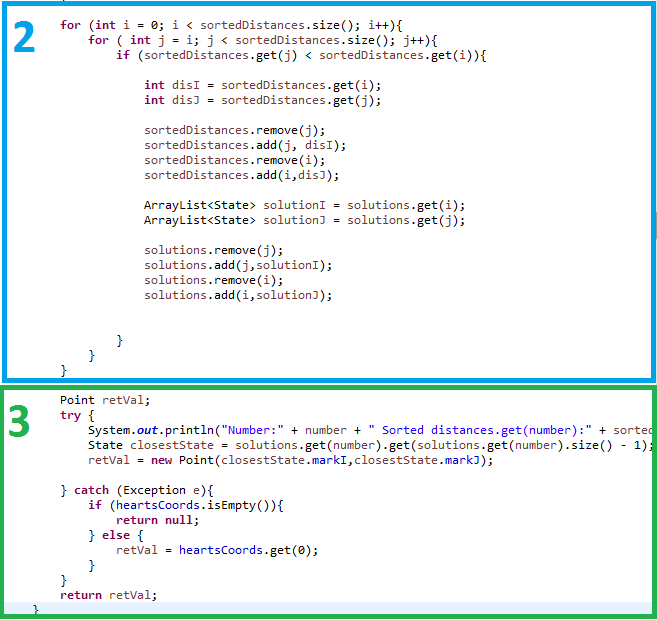 2
for (int i = 0; i < sortedDistances.size(); i++){
for ( int j = i; j < sortedDistances.size(); j++){
if (sortedDistances.get(j) < sortedDistances.get(i)){
int disI = sortedDistances.get(i);
int disJ = sortedDistances.get(j);
sortedDistances.remove(j);
sortedDistances.add(j, disI);
sortedDistances.remove(i);
sortedDistances.add(i,disJ);
ArrayList<State> solutionI = solutions.get(i);
ArrayList<State> solutionJ = solutions.get(j);
solutions.remove(j);
solutions.add(j,solutionI);
solutions.remove(i);
solutions.add(i,solutionJ);
}
}
}
3
Point retVal;
try {
System.out.println("Number:" + number + " Sorted distances.get(number):" + sorted
State closestState = solutions.get(number).get(solutions.get(number).size() - 1);
retVal = new Point(closestState.markI,closestState.markJ);
} catch (Exception e){
if (heartsCoords.isEmpty()){
return null;
} else {
retVal = heartsCoords.get(0);
}
}
return retVal;
}